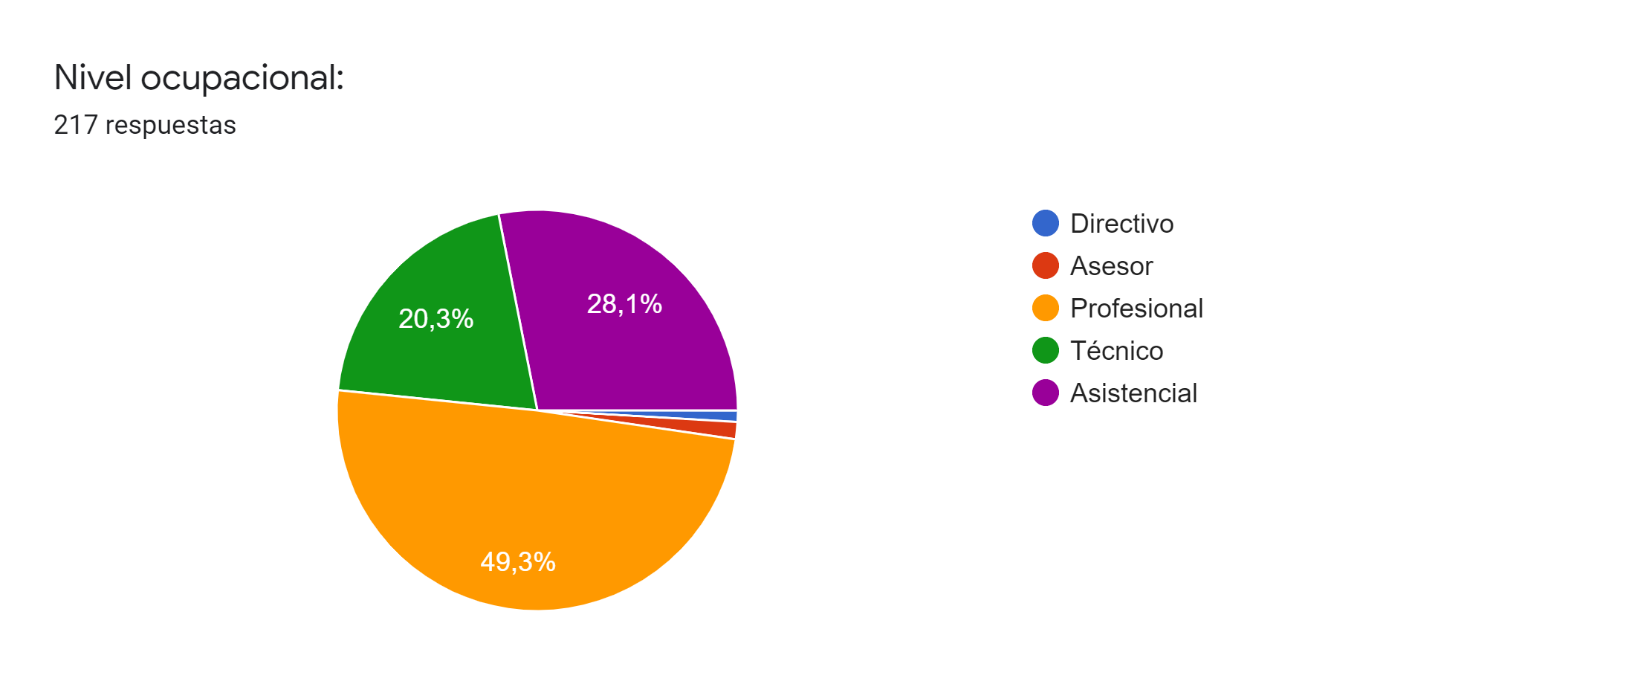 Nivel ocupacional:
217 respuestas
28,1%
20,3%
49,3%
Directivo
Asesor
Profesional
Técnico
Asistencial